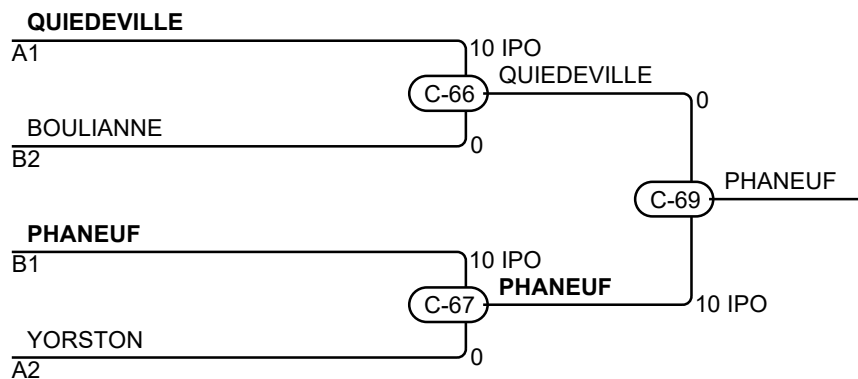 QUIEDEVILLE
A1
10 IPO
C-66
QUIEDEVILLE
BOULIANNE
B2
0
0
C-69
PHANEUF
PHANEUF
B1
10 IPO
C-67
PHANEUF
10 IPO
YORSTON
A2
0